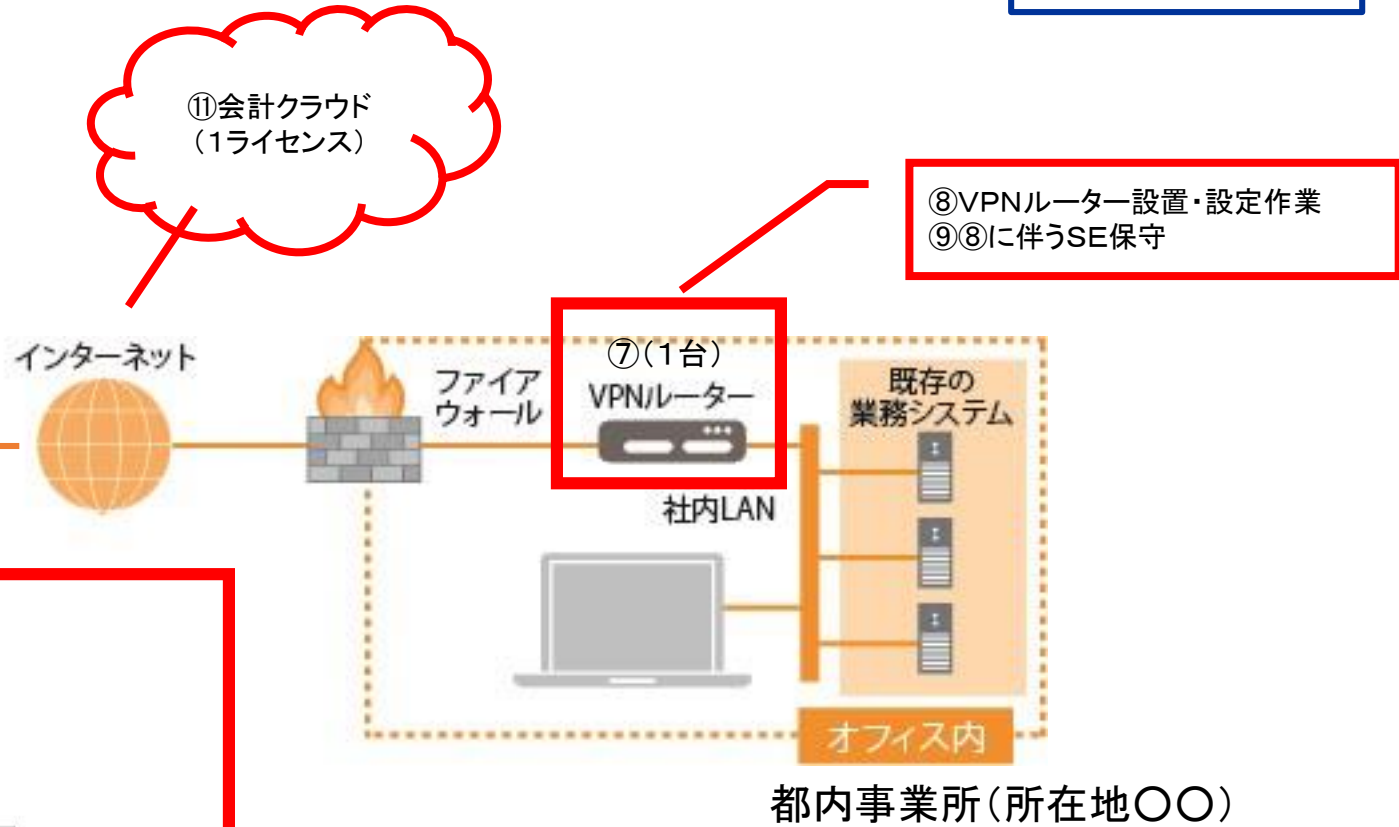 ⑪会計クラウド
(1ライセンス)
⑧VPNルーター設置・設定作業
⑨⑧に伴うSE保守
インターネット
ファイア
ウォール
⑦(1台)
VPNルーター
既存の
業務システム
社内LAN
オフィス内
都内事業所(所在地〇〇)